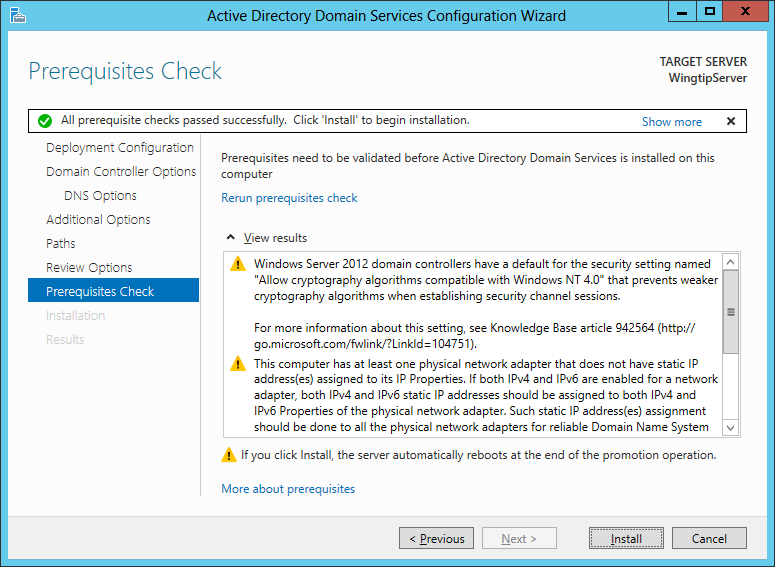 Active Directory Domain Services Configuration Wizard
Prerequisites Check
TARGET SERVER
WingtipServer
All prerequisite checks passed successfully. Click 'Install' to begin installation.
Show more
Deployment Configuration
Domain Controller Options
DNS Options
Additional Options
Paths
Review Options
Prerequisites Check
Installation
Results
Prerequisites need to be validated before Active Directory Domain Services is installed on this
computer
Rerun prerequisites check
View results
Windows Server 2012 domain controllers have a default for the security setting named
"Allow cryptography algorithms compatible with Windows NT 4.0" that prevents weaker
cryptography algorithms when establishing security channel sessions.
For more information about this setting, see Knowledge Base article 942564 (http://
go.microsoft.com/fwlink/?LinkId=104751).
This computer has at least one physical network adapter that does not have static IP
address(es) assigned to its IP Properties. If both IPv4 and IPv6 are enabled for a network
adapter, both IPv4 and IPv6 static IP addresses should be assigned to both IPv4 and
IPv6 Properties of the physical network adapter. Such static IP address(es) assignment
should be done to all the physical network adapters for reliable Domain Name System
If you click Install, the server automatically reboots at the end of the promotion operation.
More about prerequisites
< Previous
Next >
Install
Cancel